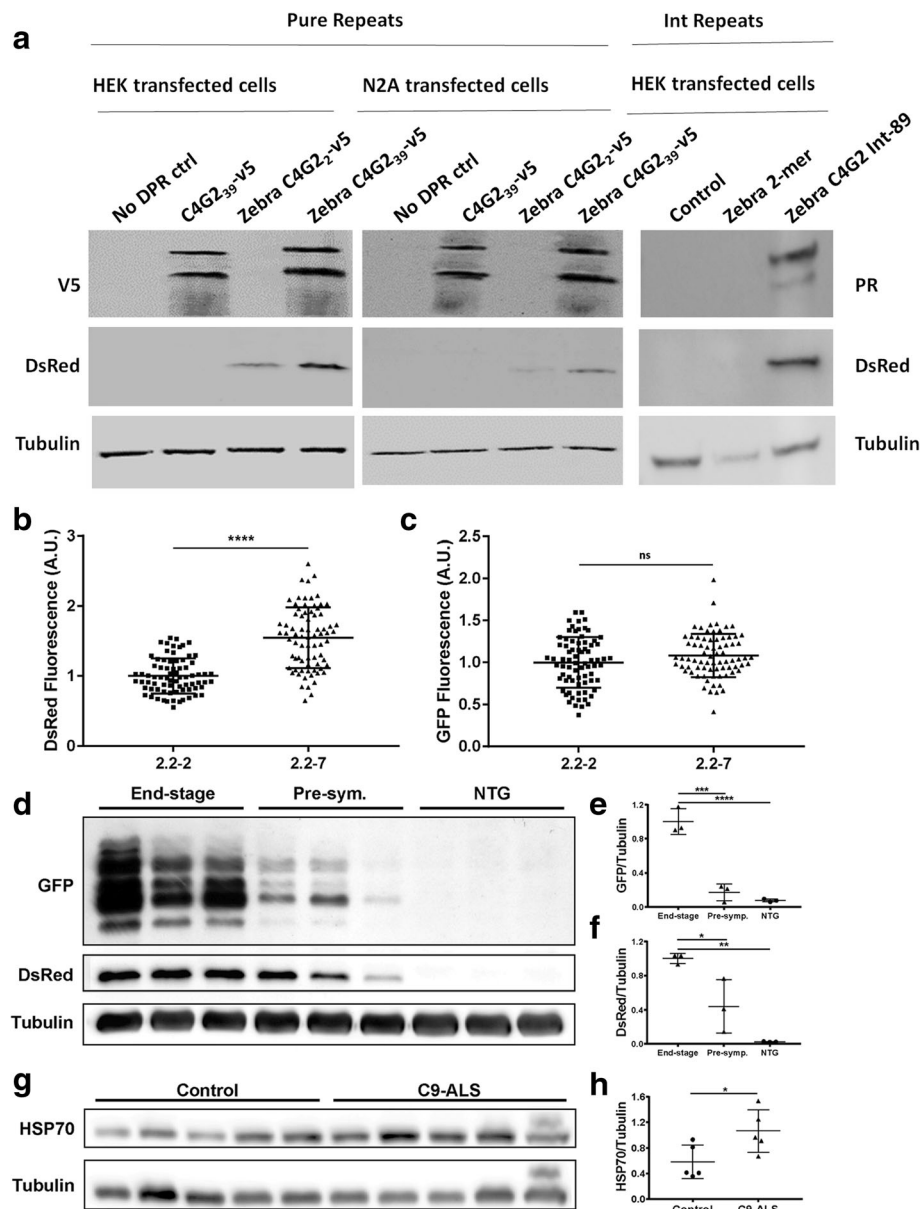 a
Pure Repeats
Int Repeats
HEK transfected cells
N2A transfected cells
HEK transfected cells
No DPR ctrl
C4G2₃₉-v5
Zebra C4G2₂-v5
Zebra C4G2₃₉-v5
No DPR ctrl
C4G2₃₉-v5
Zebra C4G2₂-v5
Zebra C4G2₃₉-v5
Control
Zebra 2-mer
Zebra C4G2 Int-89
V5
PR
DsRed
DsRed
Tubulin
Tubulin
b
DsRed Fluorescence (A.U.)
3
2
1
0
****
2.2-2
2.2-7
c
GFP Fluorescence (A.U.)
2.5
2.0
1.5
1.0
0.5
0.0
ns
2.2-2
2.2-7
d
End-stage
Pre-sym.
NTG
GFP
DsRed
Tubulin
e
GFP/Tubulin
1.2
0.8
0.4
0.0
***
****
End-stage
Pre-symp.
NTG
f
DsRed/Tubulin
1.2
0.8
0.4
0.0
*
**
End-stage
Pre-symp.
NTG
g
Control
C9-ALS
HSP70
Tubulin
h
HSP70/Tubulin
1.6
1.2
0.8
0.4
0.0
*
Control
C9-ALS